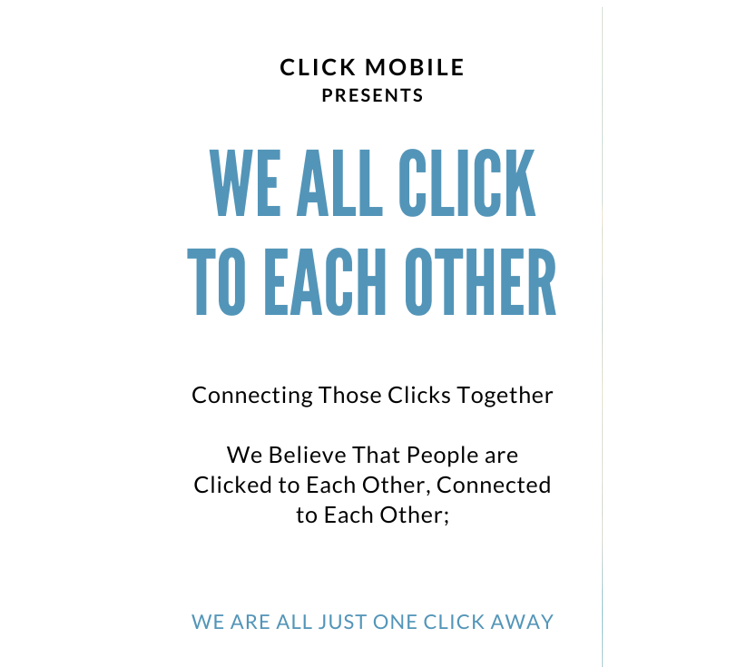 CLICK MOBILE
PRESENTS
WE ALL CLICK
TO EACH OTHER
Connecting Those Clicks Together
We Believe That People are
Clicked to Each Other, Connected
to Each Other;
WE ARE ALL JUST ONE CLICK AWAY